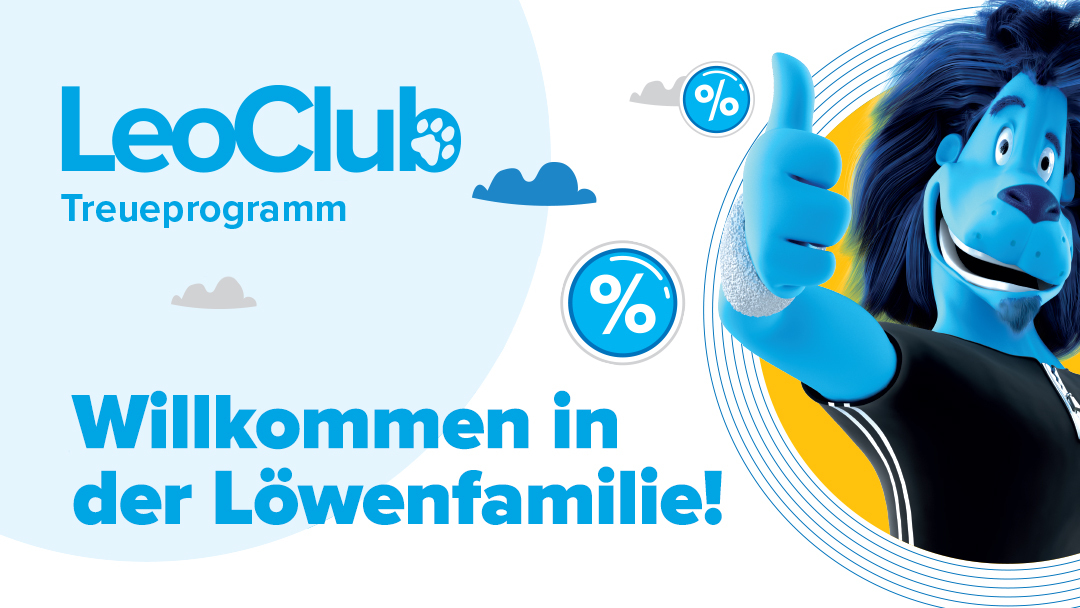 LeoClub
Treueprogramm
%
%
Willkommen in
der Löwenfamilie!